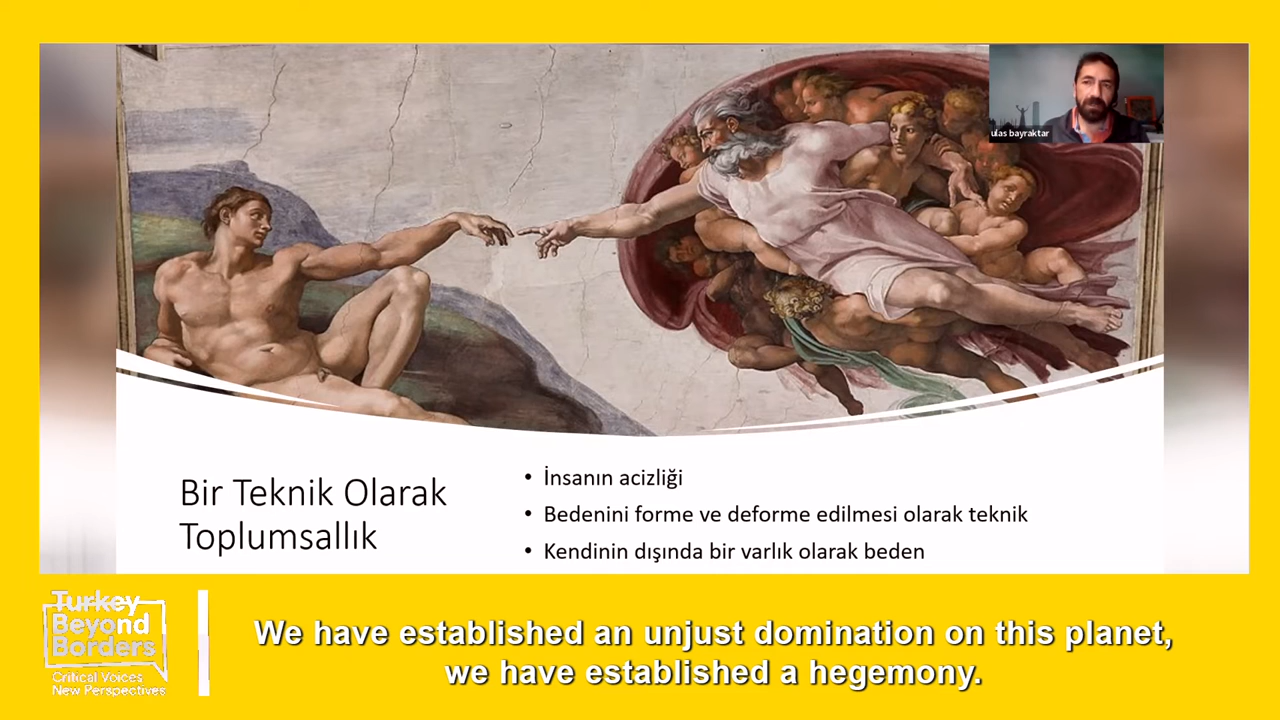 ulas bayraktar
Bir Teknik Olarak
Toplumsallık
• İnsanın acizliği
• Bedenini forme ve deforme edilmesi olarak teknik
• Kendinin dışında bir varlık olarak beden
Turkey
Beyond
Borders
Critical Voices
New Perspectives
We have established an unjust domination on this planet,
we have established a hegemony.